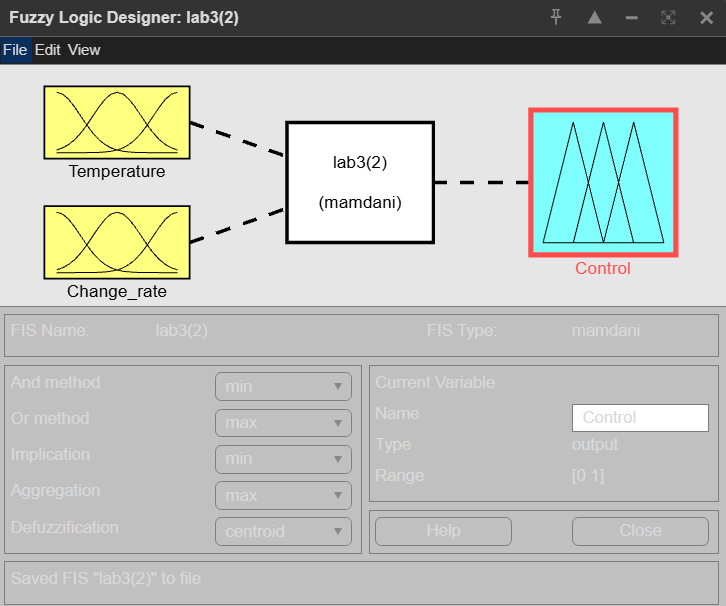 Fuzzy Logic Designer: lab3(2)
File Edit View
Temperature
Change_rate
lab3(2)
(mamdani)
Control
FIS Name: lab3(2) FIS Type: mamdani
And method min
Or method max
Implication min
Aggregation max
Defuzzification centroid
Current Variable
Name Control
Type output
Range [0 1]
Help Close
Saved FIS "lab3(2)" to file